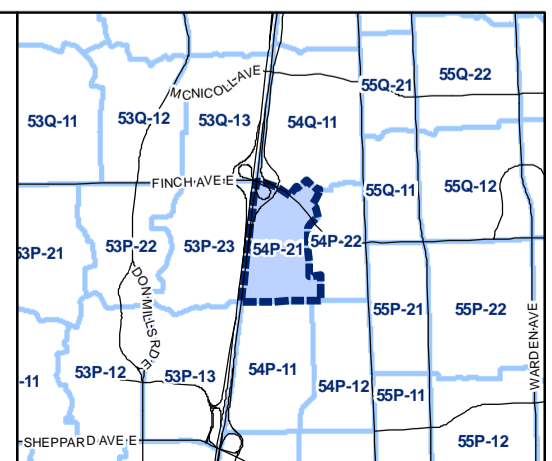 55Q-22
55Q-21
MCNICOLL AVE
53Q-11
53Q-12
53Q-13
54Q-11
FINCH AVE E
55Q-11
55Q-12
53P-21
53P-22
53P-23
54P-21
54P-22
DON MILLS RD E
55P-21
55P-22
WARDEN AVE
-11
53P-12
53P-13
54P-11
54P-12
55P-11
SHEPPARD AVE E
55P-12